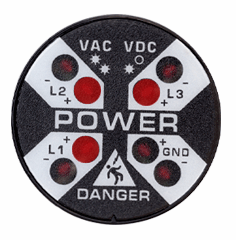 VAC VDC
- -
L2 L3
+ +
POWER
+ +
L1 GND
- -
DANGER